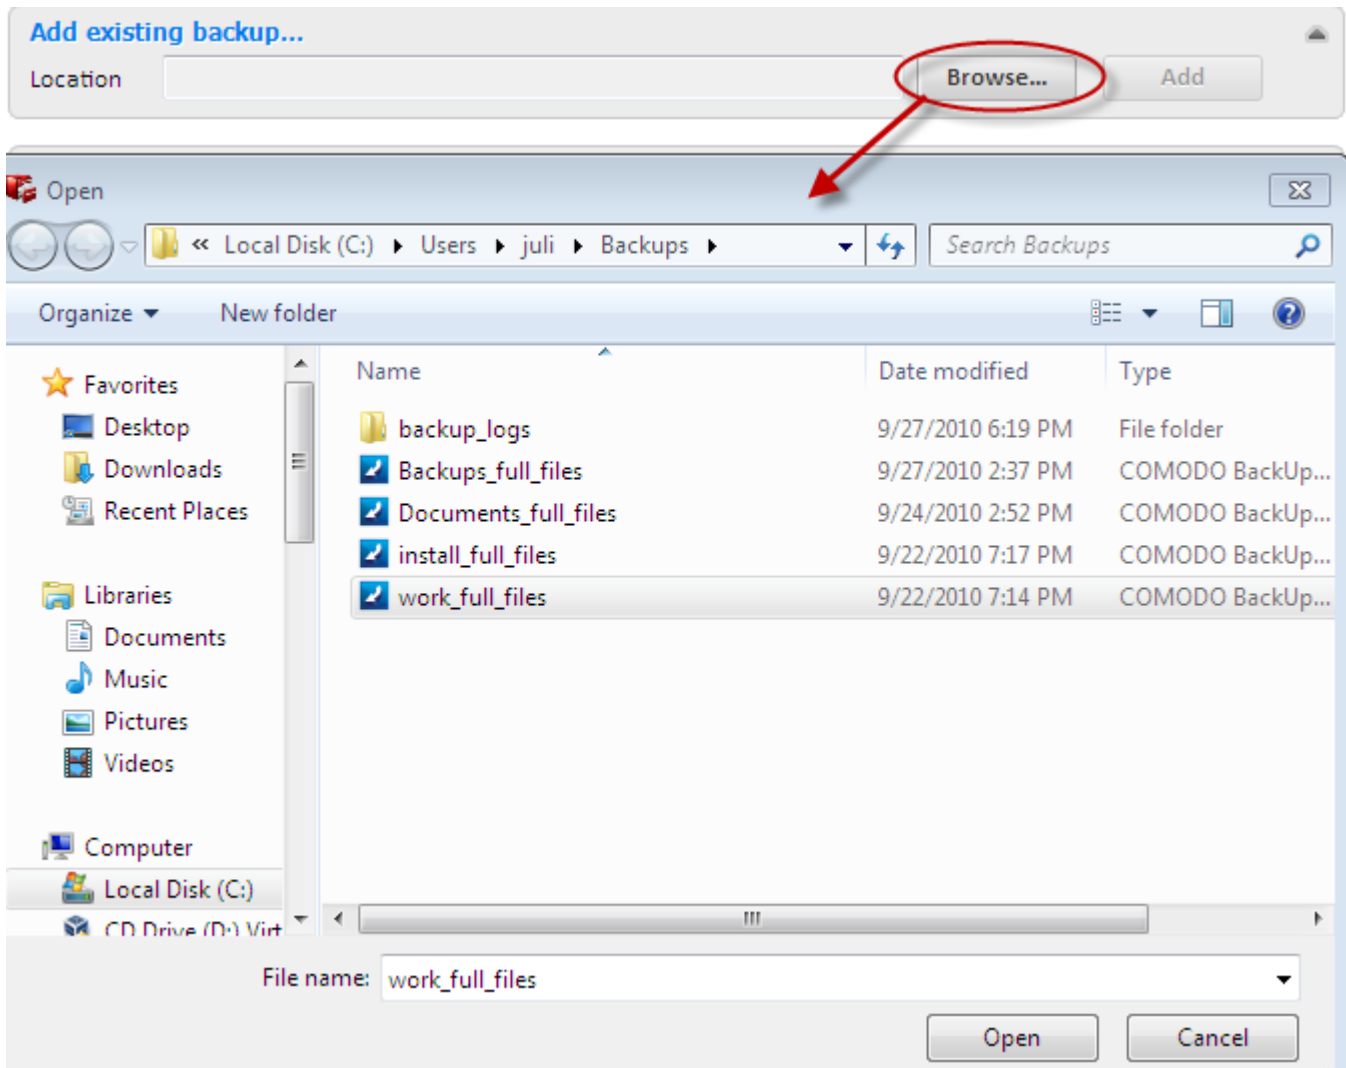 Add existing backup...
Location Browse... Add
Open
« Local Disk (C:) Users juli Backups Search Backups
Organize New folder
Name Date modified Type
Favorites
Desktop backup_logs 9/27/2010 6:19 PM File folder
Downloads Backups_full_files 9/27/2010 2:37 PM COMODO BackUp...
Recent Places Documents_full_files 9/24/2010 2:52 PM COMODO BackUp...
install_full_files 9/22/2010 7:17 PM COMODO BackUp...
Libraries work_full_files 9/22/2010 7:14 PM COMODO BackUp...
Documents
Music
Pictures
Videos
Computer
Local Disk (C:)
CD Drive (D:) Virt
File name: work_full_files
Open Cancel